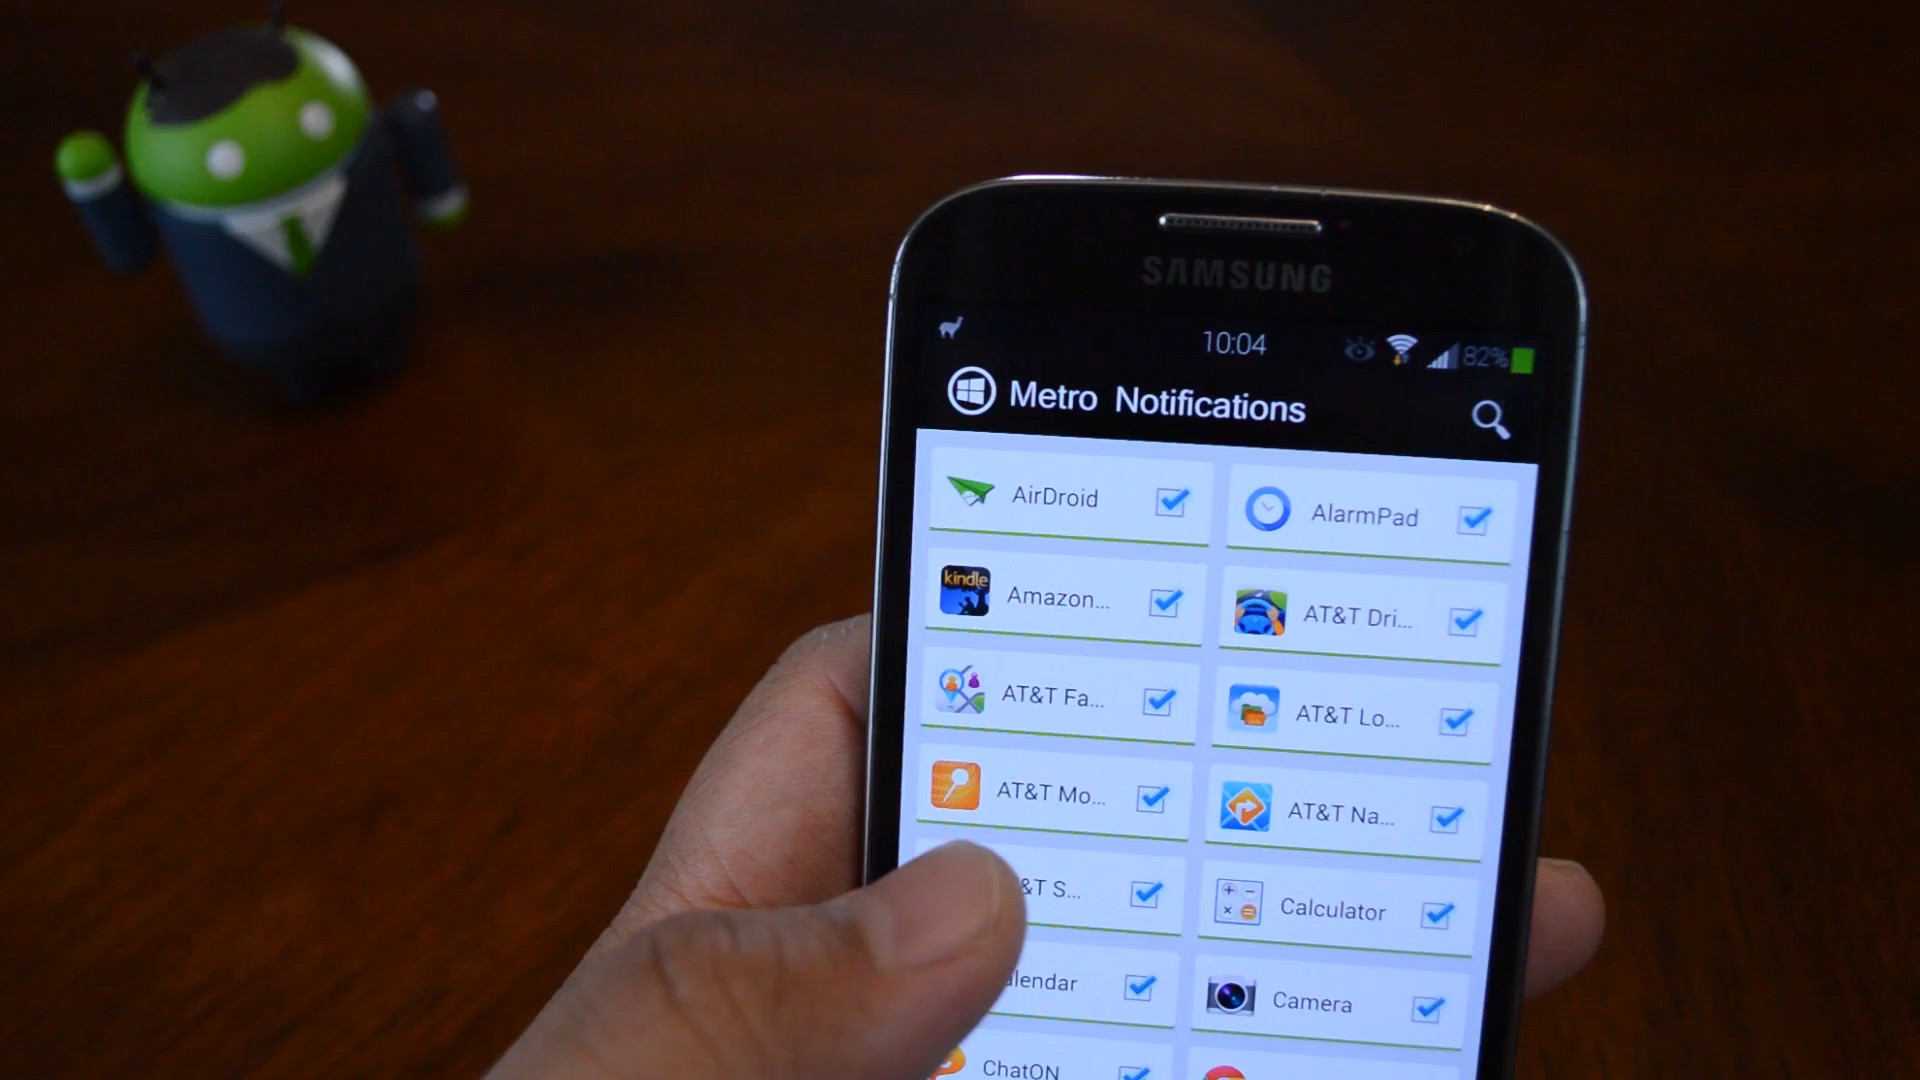 SAMSUNG
10:04 82%
Metro Notifications
AirDroid
AlarmPad
kindle
Amazon...
AT&T Dri...
AT&T Fa...
AT&T Lo...
AT&T Mo...
AT&T Na...
&T S...
Calculator
alendar
Camera
ChatON